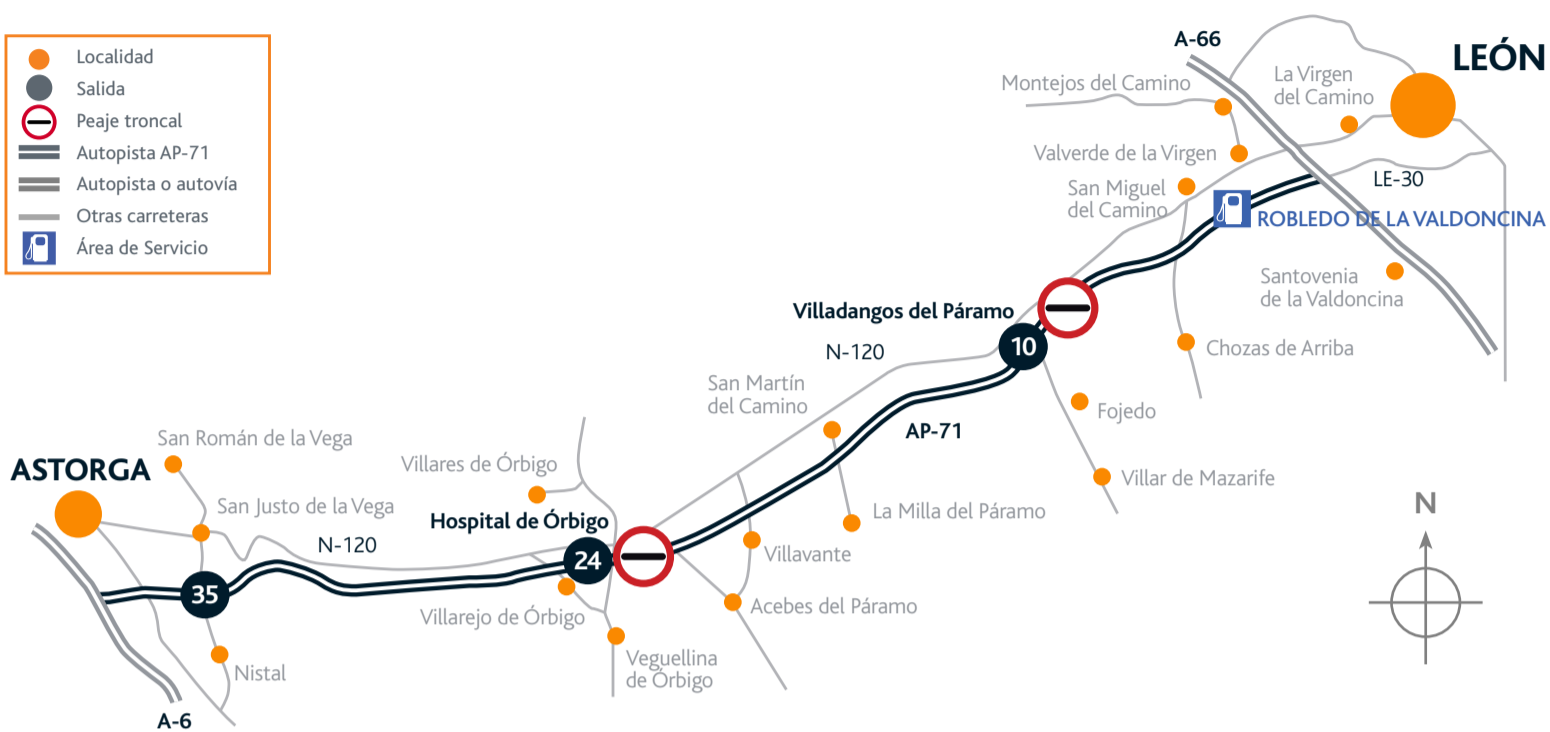 Localidad
Salida
Peaje troncal
Autopista AP-71
Autopista o autovía
Otras carreteras
Área de Servicio
A-66
LEÓN
La Virgen
del Camino
Montejos del Camino
Valverde de la Virgen
San Miguel
del Camino
LE-30
ROBLEDO DE LA VALDONCINA
Santovenia
de la Valdoncina
Villadangos del Páramo
10
N-120
Chozas de Arriba
San Martín
del Camino
Fojedo
AP-71
Villar de Mazarife
San Román de la Vega
ASTORGA
Villares de Órbigo
San Justo de la Vega
La Milla del Páramo
Hospital de Órbigo
N
N-120
24
Villavante
35
Villarejo de Órbigo
Acebes del Páramo
Nistal
Veguellina
de Órbigo
A-6